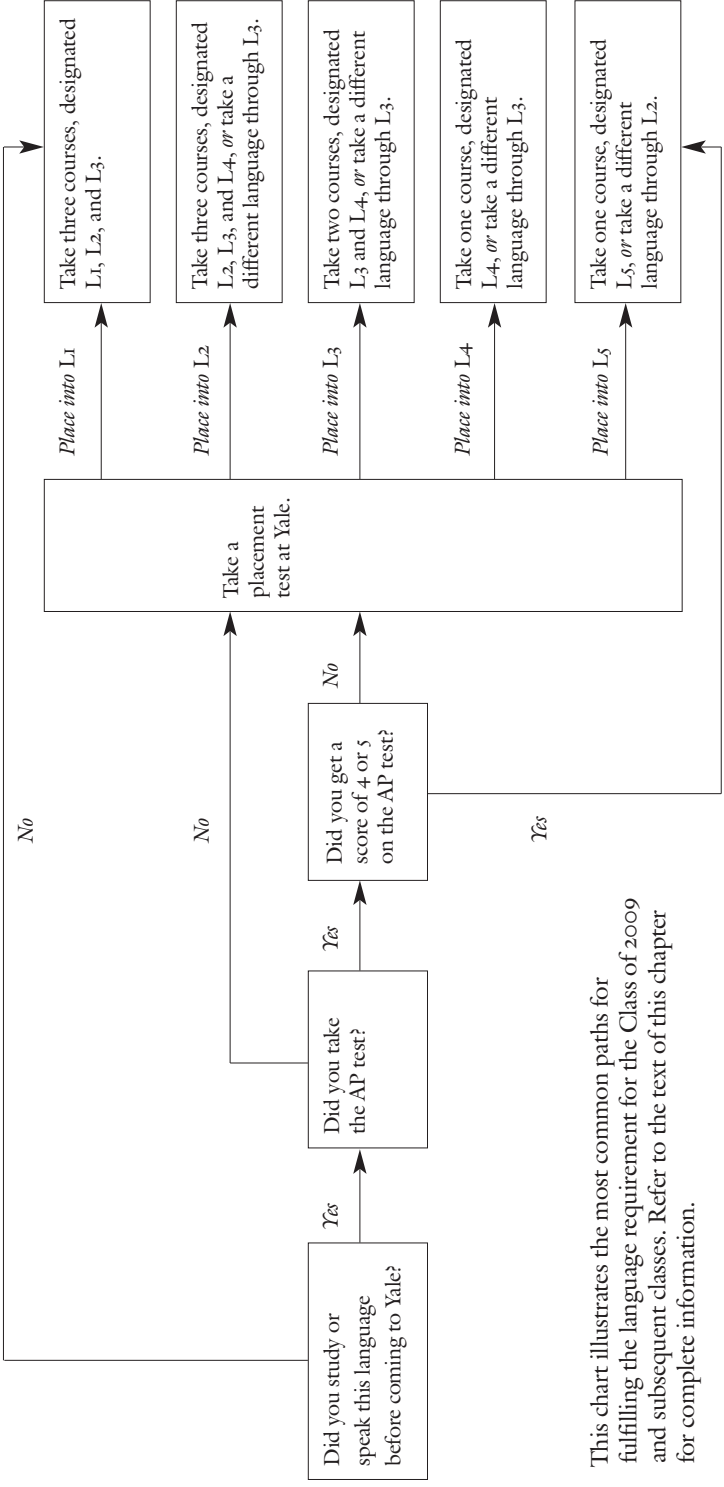 Did you study or
speak this language
before coming to Yale?
Yes
No
Did you take
the AP test?
Yes
No
Did you get a
score of 4 or 5
on the AP test?
No
Yes
Take a
placement
test at Yale.
Place into L1
Take three courses, designated
L1, L2, and L3.
Place into L2
Take three courses, designated
L2, L3, and L4, or take a
different language through L3.
Place into L3
Take two courses, designated
L3 and L4, or take a different
language through L3.
Place into L4
Take one course, designated
L4, or take a different
language through L3.
Place into L5
Take one course, designated
L5, or take a different
language through L2.
This chart illustrates the most common paths for
fulfilling the language requirement for the Class of 2009
and subsequent classes. Refer to the text of this chapter
for complete information.